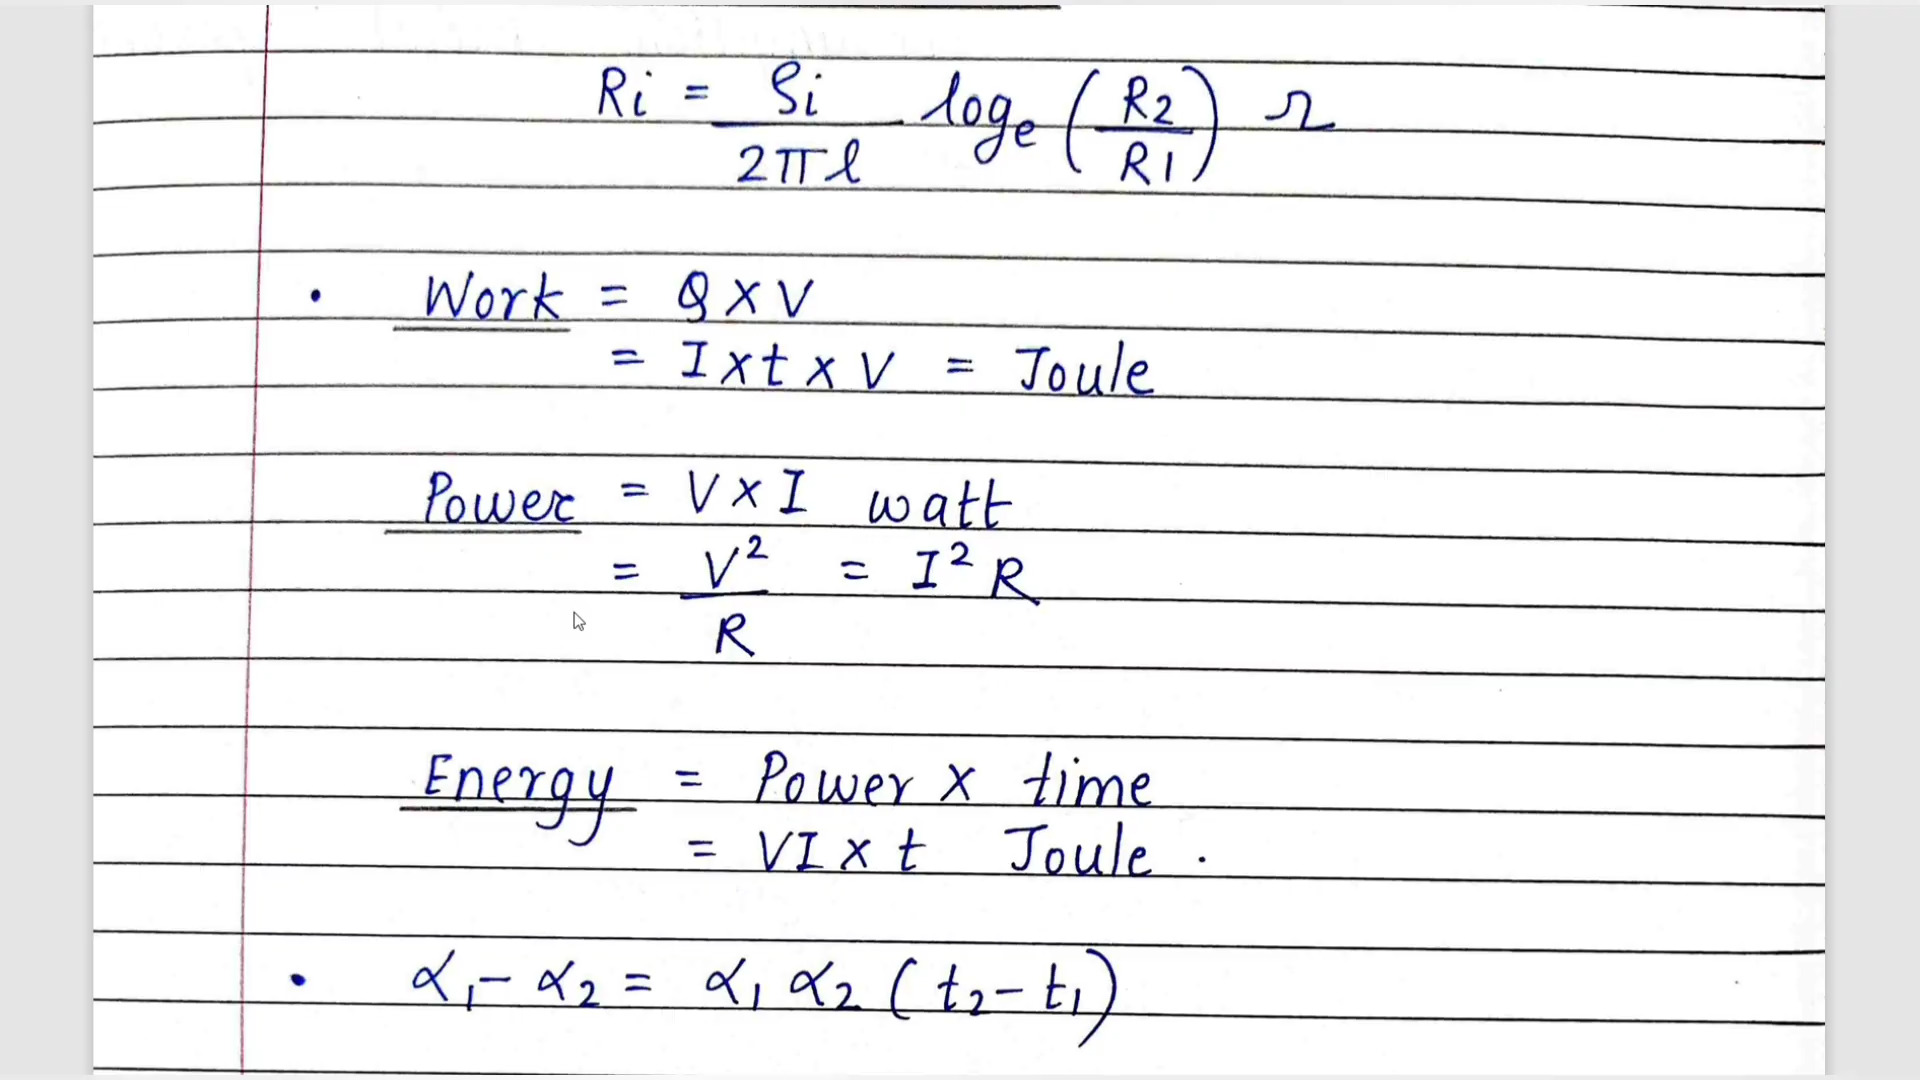 Ri = ρi / 2πl logₑ (R2 / R1) Ω
• Work = Q × V
= I × t × V = Joule
Power = V × I watt
= V² / R = I² R
Energy = Power × time
= VI × t Joule .
• α₁ - α₂ = α₁ α₂ (t₂ - t₁)